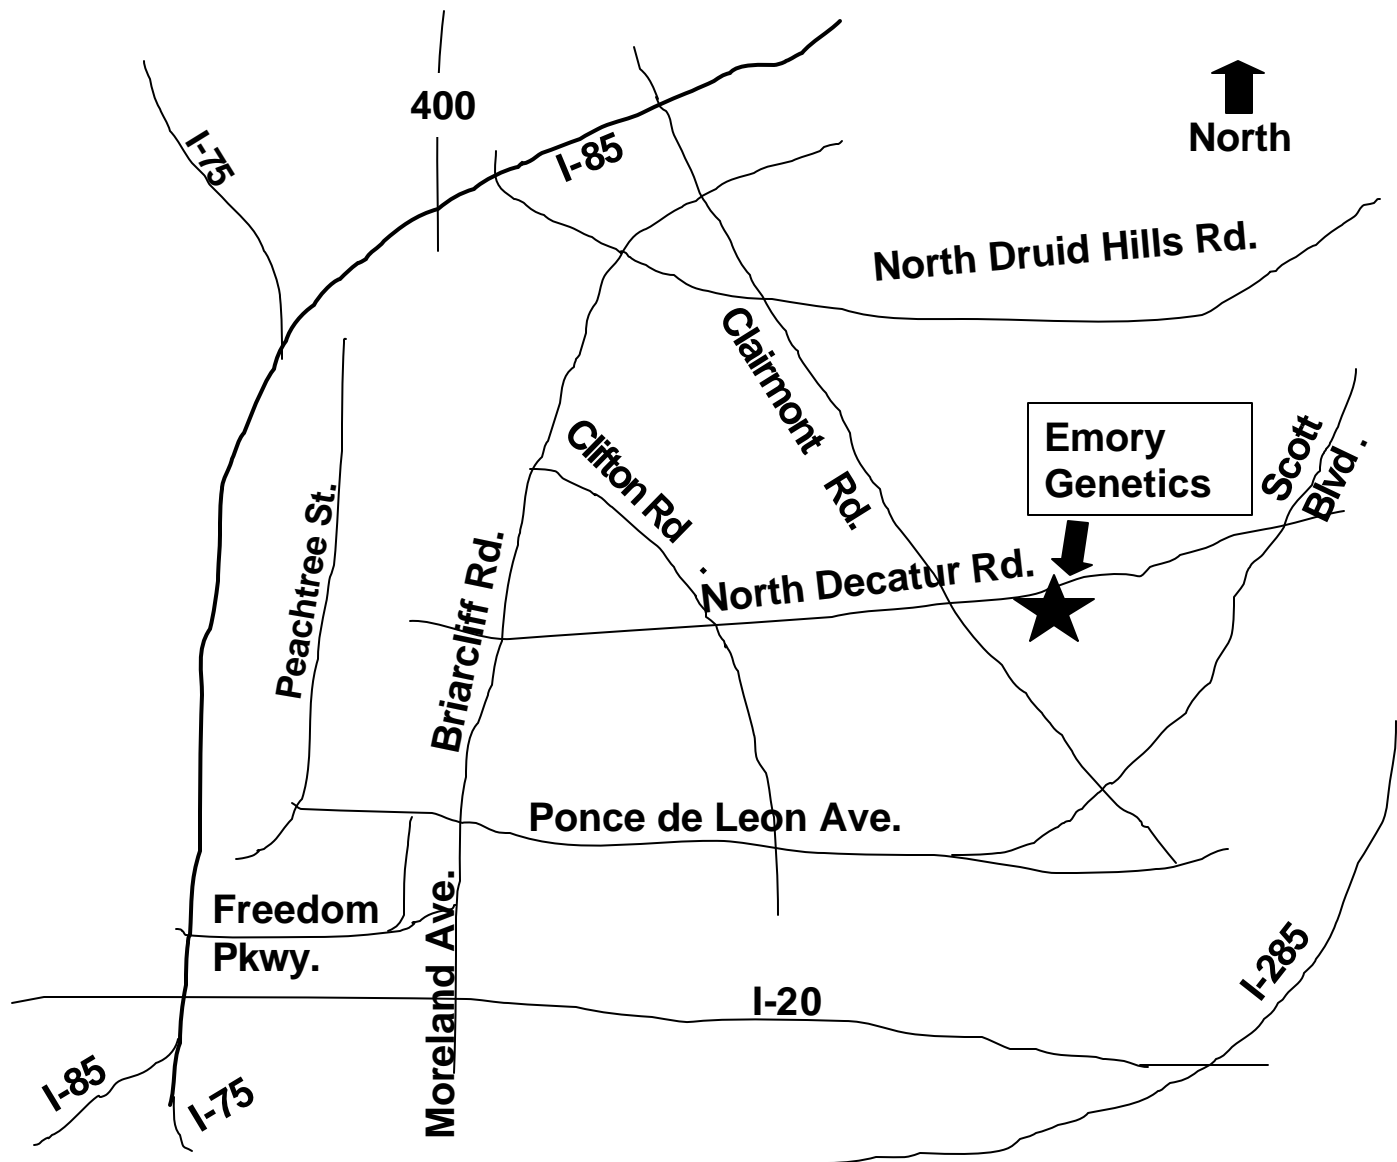 400
I-75
I-85
North
North Druid Hills Rd.
Clairmont Rd.
Emory
Genetics
Scott
Blvd.
Clifton Rd.
Peachtree St.
Briarcliff Rd.
North Decatur Rd.
Ponce de Leon Ave.
Freedom
Pkwy.
Moreland Ave.
I-20
I-285
I-85
I-75